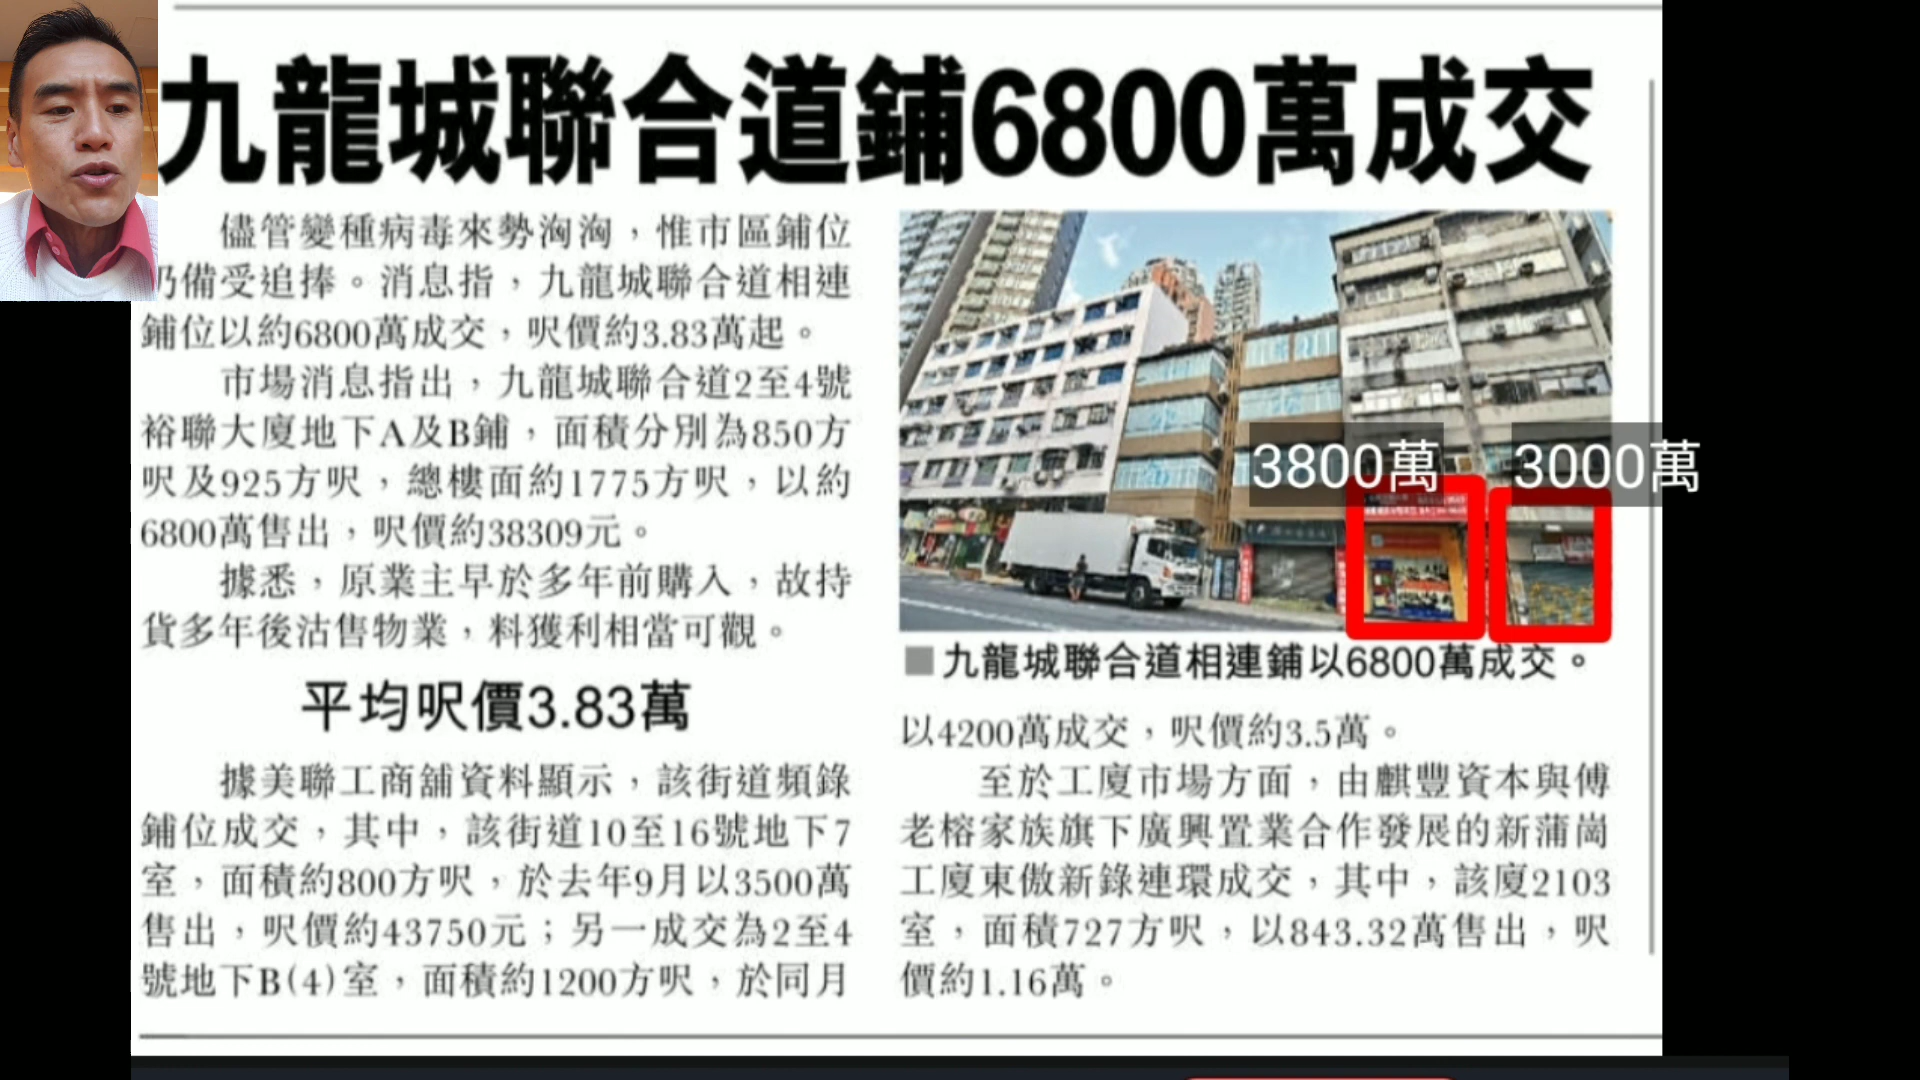 九龍城聯合道鋪6800萬成交
儘管變種病毒來勢洶洶，惟市區鋪位
仍備受追捧。消息指，九龍城聯合道相連
鋪位以約6800萬成交，呎價約3.83萬起。
市場消息指出，九龍城聯合道2至4號
裕聯大廈地下A及B鋪，面積分別為850方
呎及925方呎，總樓面約1775方呎，以約
6800萬售出，呎價約38309元。
據悉，原業主早於多年前購入，故持
貨多年後沽售物業，料獲利相當可觀。
平均呎價3.83萬
據美聯工商舖資料顯示，該街道頻錄
鋪位成交，其中，該街道10至16號地下7
室，面積約800方呎，於去年9月以3500萬
售出，呎價約43750元；另一成交為2至4
號地下B(4)室，面積約1200方呎，於同月
3800萬
3000萬
■九龍城聯合道相連鋪以6800萬成交。
以4200萬成交，呎價約3.5萬。
至於工廈市場方面，由麒豐資本與傅
老榕家族旗下廣興置業合作發展的新蒲崗
工廈東傲新錄連環成交，其中，該廈2103
室，面積727方呎，以843.32萬售出，呎
價約1.16萬。